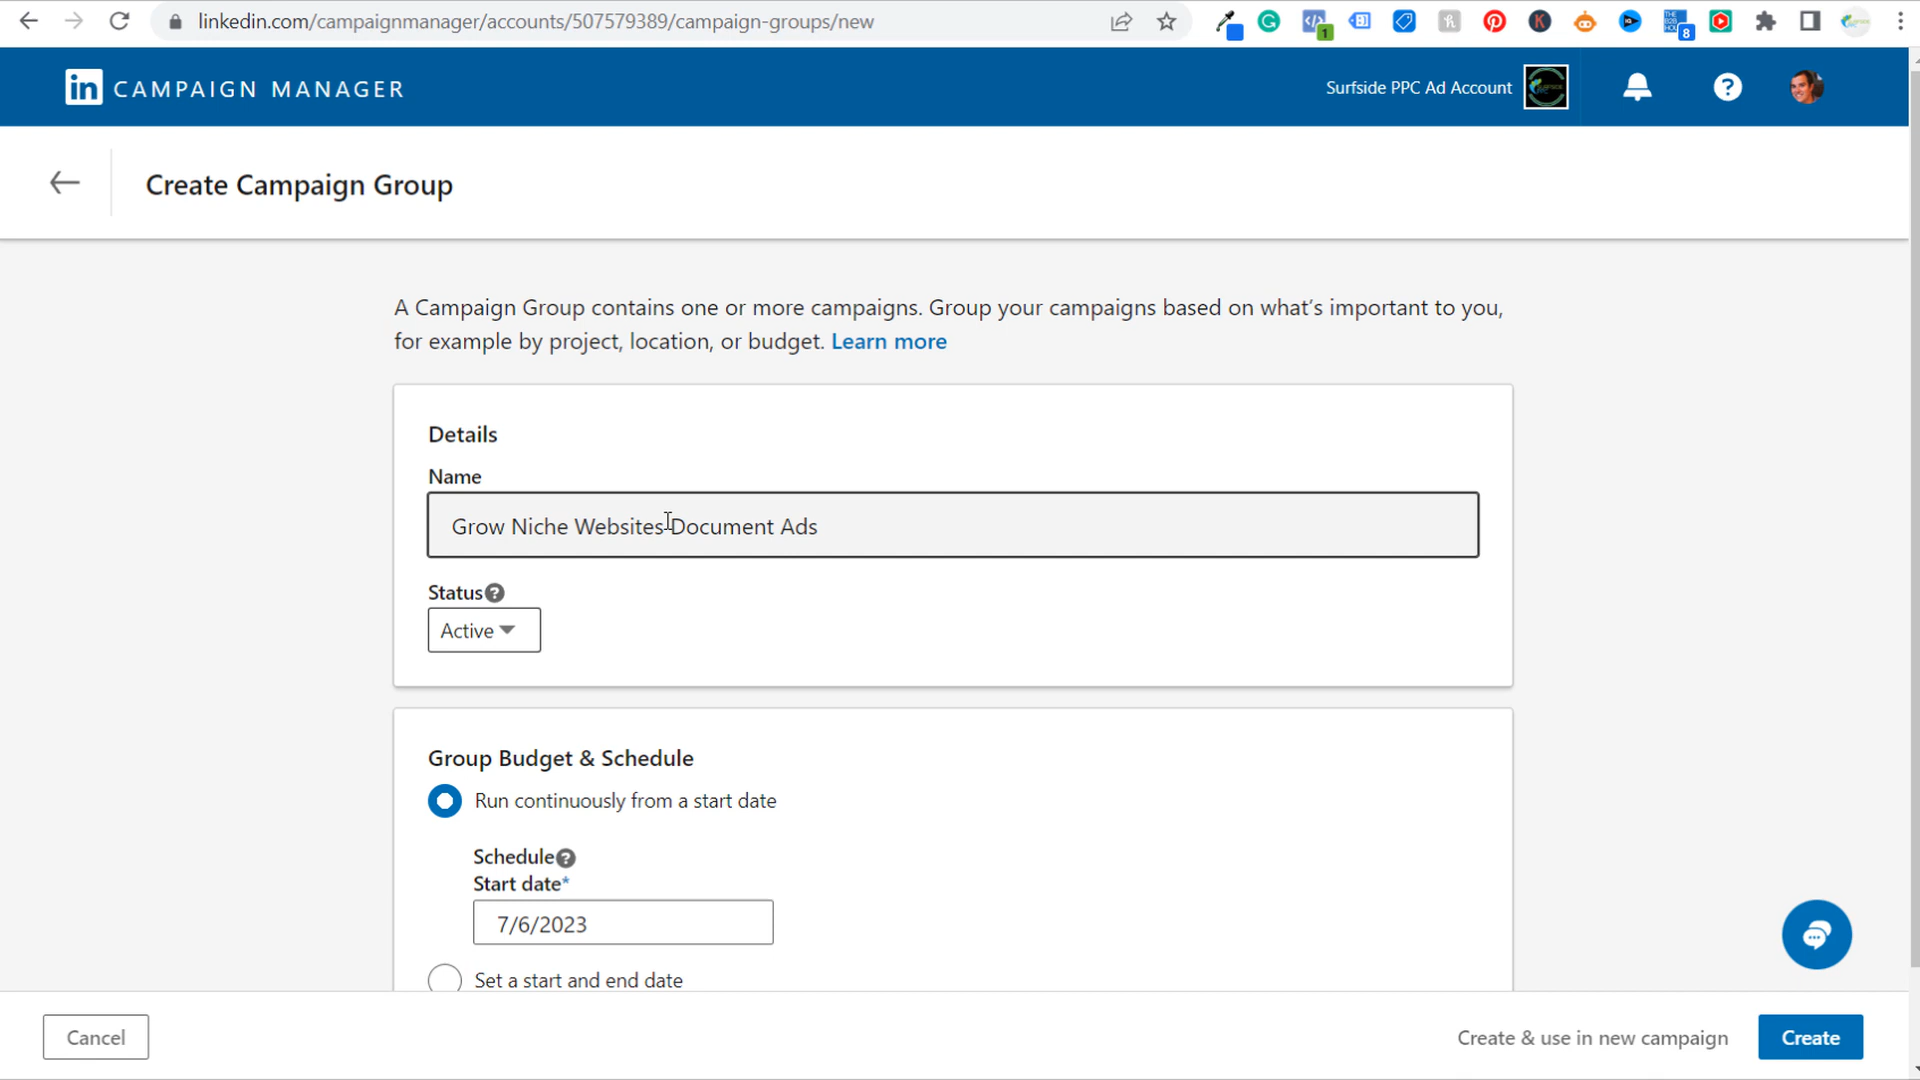 linkedin.com/campaignmanager/accounts/507579389/campaign-groups/new
1
8
in CAMPAIGN MANAGER
Surfside PPC Ad Account
Create Campaign Group
A Campaign Group contains one or more campaigns. Group your campaigns based on what's important to you,
for example by project, location, or budget. Learn more
Details
Name
Grow Niche Websites Document Ads
Status?
Active
Group Budget & Schedule
Run continuously from a start date
Schedule?
Start date*
7/6/2023
Set a start and end date
Cancel
Create & use in new campaign
Create